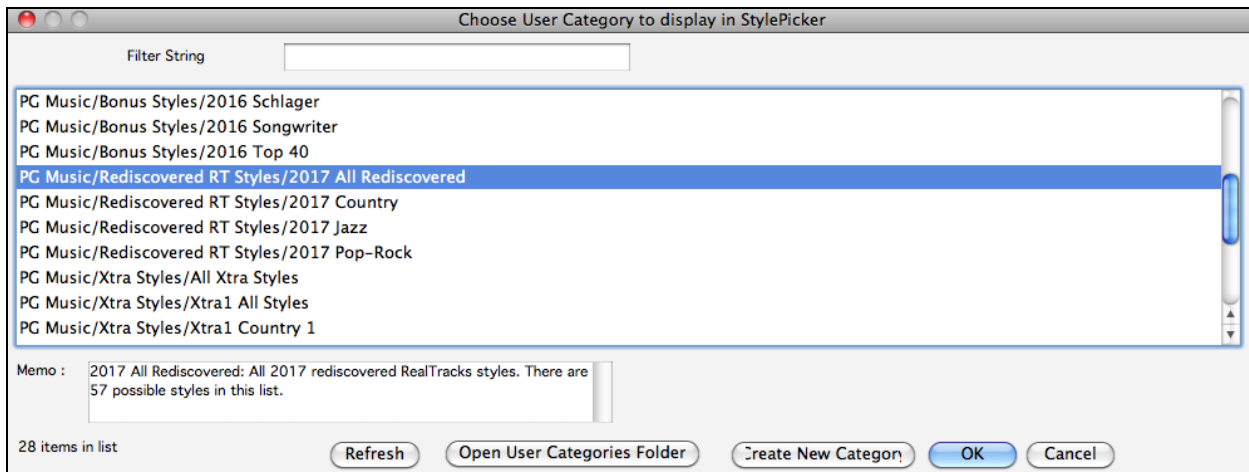 Choose User Category to display in StylePicker
Filter String
PG Music/Bonus Styles/2016 Schlager
PG Music/Bonus Styles/2016 Songwriter
PG Music/Bonus Styles/2016 Top 40
PG Music/Rediscovered RT Styles/2017 All Rediscovered
PG Music/Rediscovered RT Styles/2017 Country
PG Music/Rediscovered RT Styles/2017 Jazz
PG Music/Rediscovered RT Styles/2017 Pop-Rock
PG Music/Xtra Styles/All Xtra Styles
PG Music/Xtra Styles/Xtra1 All Styles
PG Music/Xtra Styles/Xtra1 Country 1
Memo : 2017 All Rediscovered: All 2017 rediscovered RealTracks styles. There are
57 possible styles in this list.
28 items in list Refresh Open User Categories Folder Create New Category OK Cancel